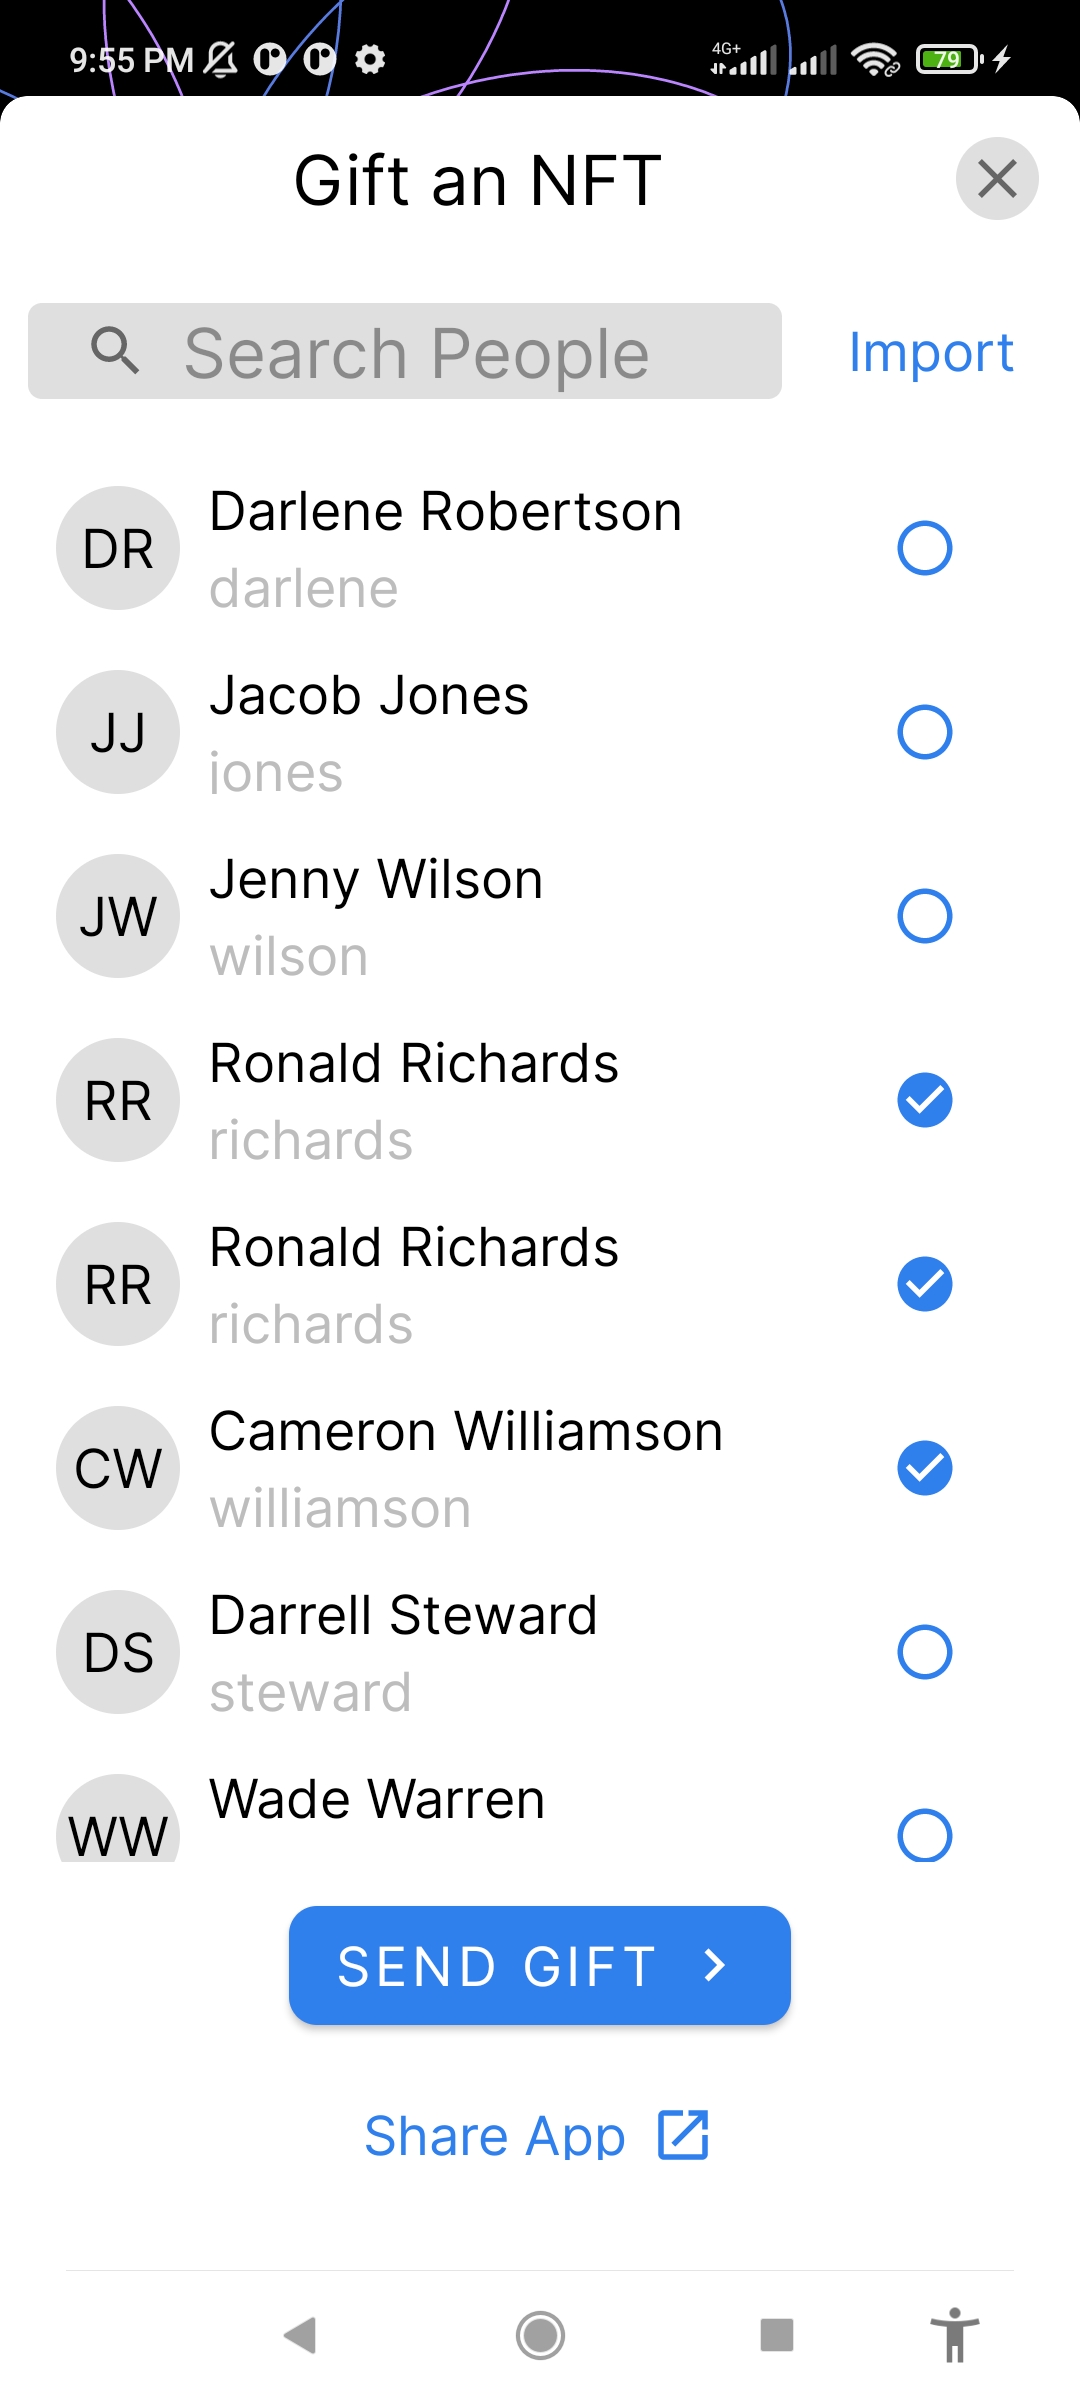 9:55 PM 4G+ 79
Gift an NFT
Search People Import
DR Darlene Robertson
darlene
JJ Jacob Jones
jones
JW Jenny Wilson
wilson
RR Ronald Richards
richards
RR Ronald Richards
richards
CW Cameron Williamson
williamson
DS Darrell Steward
steward
WW Wade Warren
SEND GIFT
Share App